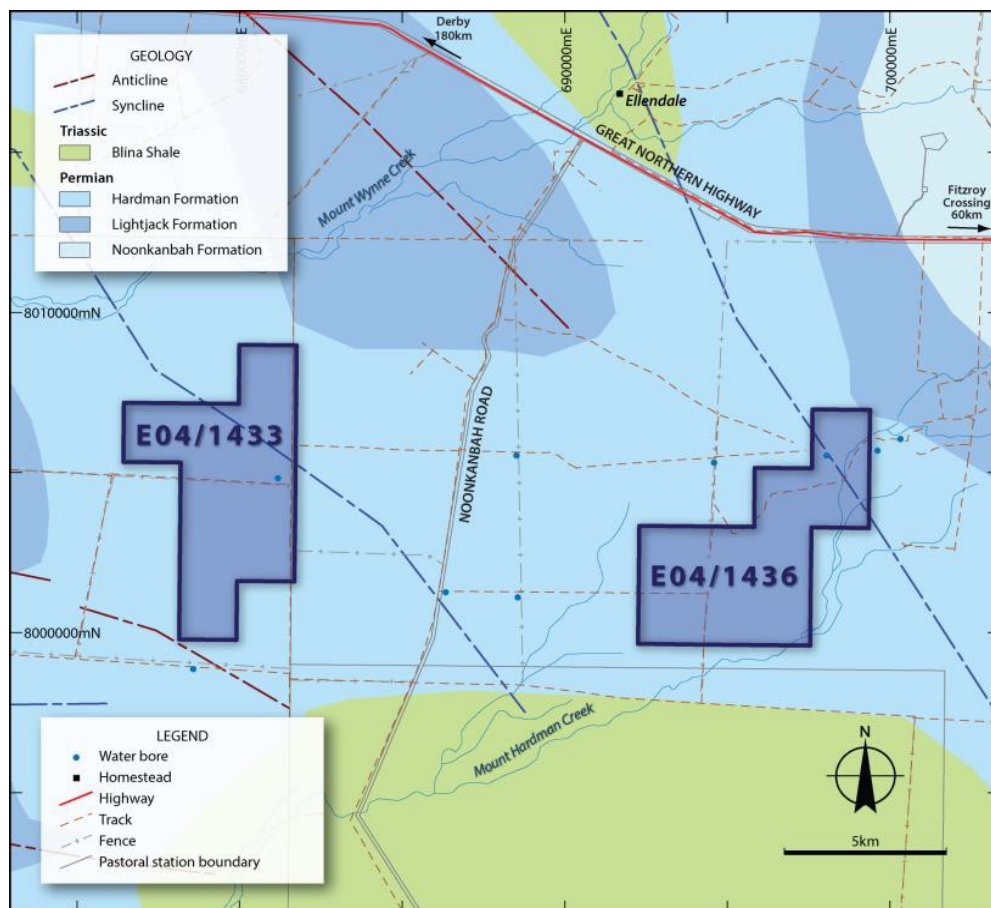 GEOLOGY
Anticline
Syncline
Triassic
Blina Shale
Permian
Hardman Formation
Lightjack Formation
Noonkanbah Formation
Derby
180km
690000mE
700000mE
Ellendale
GREAT NORTHERN HIGHWAY
Mount Wynne Creek
Fitzroy
Crossing
60km
8010000mN
E04/1433
NOONKANBAH ROAD
E04/1436
8000000mN
Mount Hardman Creek
LEGEND
Water bore
Homestead
Highway
Track
Fence
Pastoral station boundary
N
5km